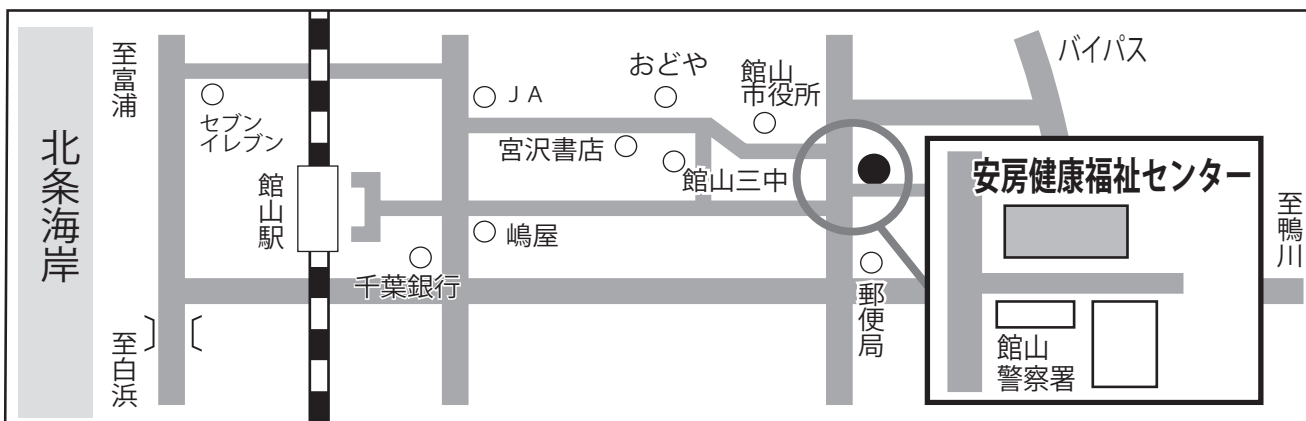 北条海岸
至富浦
至白浜
セブン
イレブン
館山駅
千葉銀行
ＪＡ
嶋屋
宮沢書店
おどや
館山三中
館山
市役所
郵便局
バイパス
安房健康福祉センター
館山
警察署
至鴨川